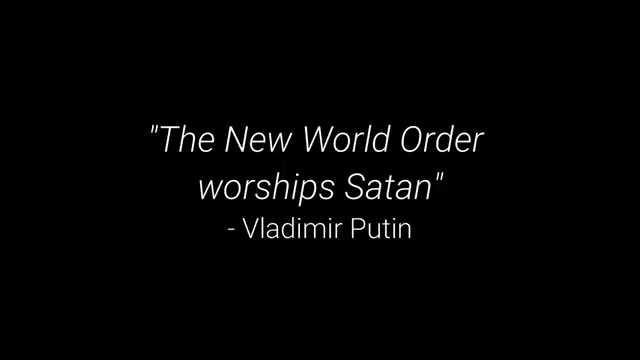 "The New World Order
worships Satan"
- Vladimir Putin